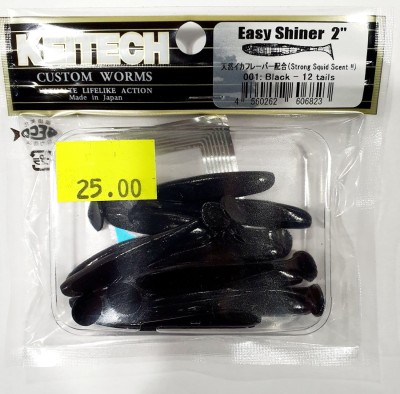 KEITECH
CUSTOM WORMS
ULTIMATE LIFELIKE ACTION
Made in Japan
Easy Shiner 2"
天然イカフレーバー配合(Strong Squid Scent !!)
001: Black - 12 tails
4 560262 606823
25.00